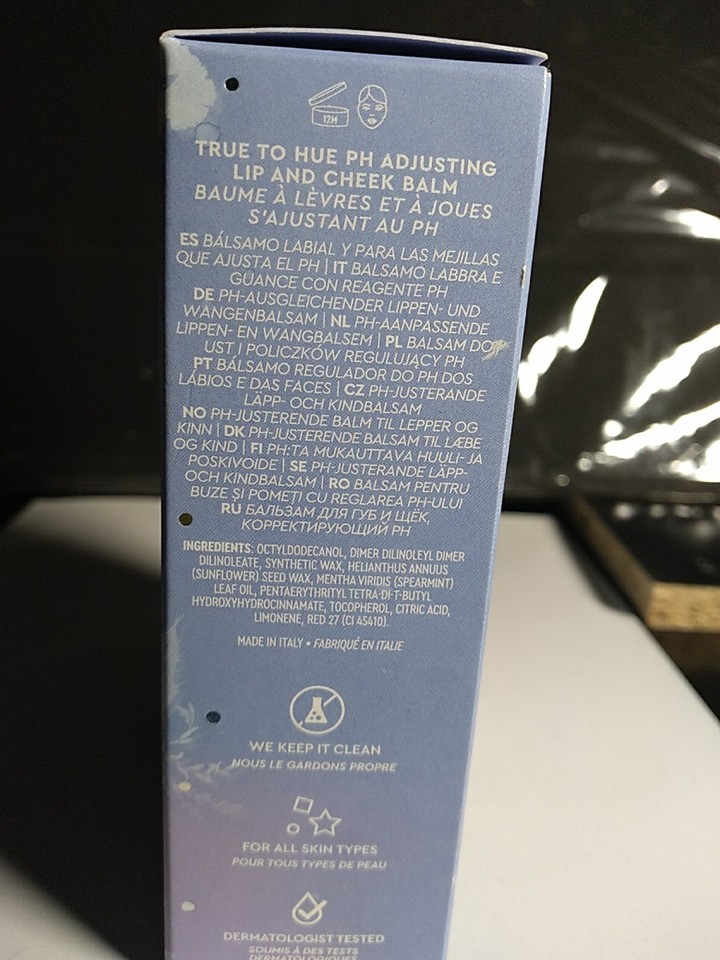 12M
TRUE TO HUE PH ADJUSTING
LIP AND CHEEK BALM
BAUME À LÈVRES ET À JOUES
S'AJUSTANT AU PH
ES BÁLSAMO LABIAL Y PARA LAS MEJILLAS
QUE AJUSTA EL PH | IT BALSAMO LABBRA E
GUANCE CON REAGENTE PH
DE PH-AUSGLEICHENDER LIPPEN- UND
WANGENBALSAM | NL PH-AANPASSENDE
LIPPEN- EN WANGBALSEM | PL BALSAM DO
UST I POLICZKÓW REGULUJĄCY PH
PT BÁLSAMO REGULADOR DO PH DOS
LÁBIOS E DAS FACES | CZ PH-JUSTERANDE
LÄPP- OCH KINDBALSAM
NO PH-JUSTERENDE BALM TIL LEPPER OG
KINN | DK PH-JUSTERENDE BALSAM TIL LÆBE
OG KIND | FI PH:TA MUKAUTTAVA HUULI- JA
POSKIVOIDE | SE PH-JUSTERANDE LÄPP-
OCH KINDBALSAM | RO BALSAM PENTRU
BUZE ȘI POMEȚI CU REGLAREA PH-ULUI
RU БАЛЬЗАМ ДЛЯ ГУБ И ЩЁК,
КОРРЕКТИРУЮЩИЙ PH
INGREDIENTS: OCTYLDODECANOL, DIMER DILINOLEYL DIMER
DILINOLEATE, SYNTHETIC WAX, HELIANTHUS ANNUUS
(SUNFLOWER) SEED WAX, MENTHA VIRIDIS (SPEARMINT)
LEAF OIL, PENTAERYTHRITYL TETRA-DI-T-BUTYL
HYDROXYHYDROCINNAMATE, TOCOPHEROL, CITRIC ACID,
LIMONENE, RED 27 (CI 45410).
MADE IN ITALY • FABRIQUÉ EN ITALIE
WE KEEP IT CLEAN
NOUS LE GARDONS PROPRE
FOR ALL SKIN TYPES
POUR TOUS TYPES DE PEAU
DERMATOLOGIST TESTED
SOUMIS À DES TESTS
DERMATOLOGIQUES